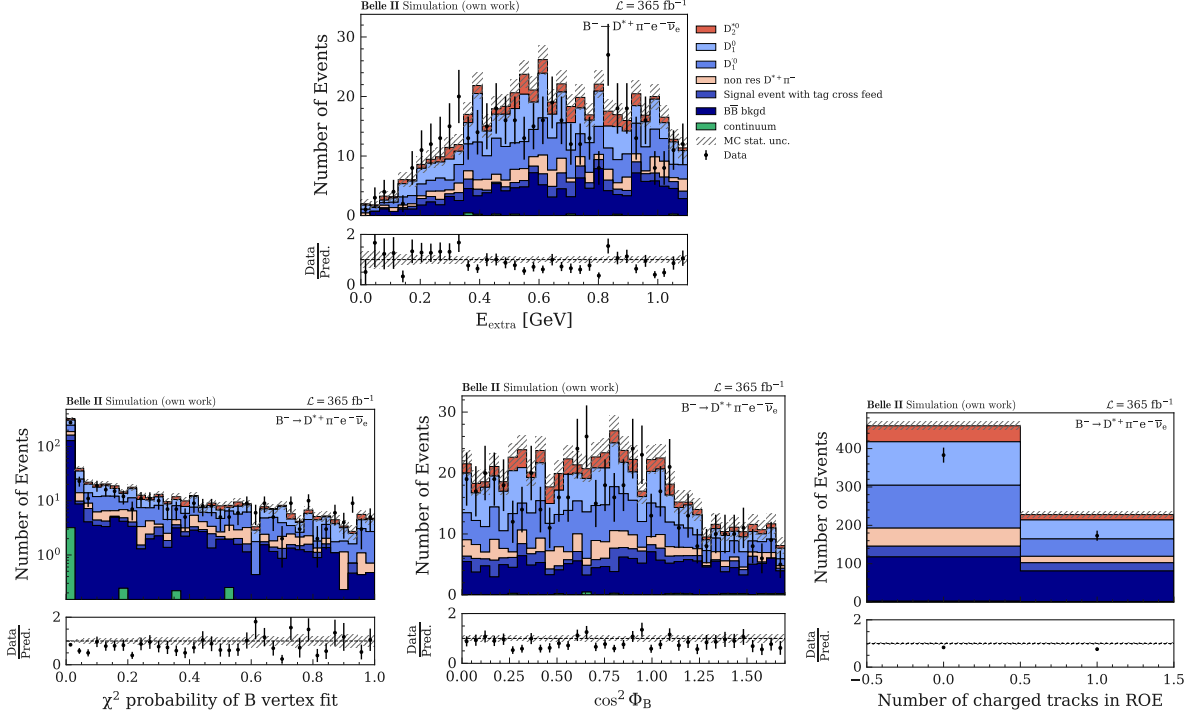 Belle II Simulation (own work) ℒ = 365 fb⁻¹
B⁻ → D*⁺ π⁻ e⁻ ν̄ₑ
Number of Events
30
20
10
0
D₂*⁰
D₁⁰
D₁'⁰
non res D*⁺π⁻
Signal event with tag cross feed
BB̄ bkgd
continuum
MC stat. unc.
Data
Data
Pred.
2
1
0
0.0 0.2 0.4 0.6 0.8 1.0
E_extra [GeV]
Belle II Simulation (own work) ℒ = 365 fb⁻¹
B⁻ → D*⁺ π⁻ e⁻ ν̄ₑ
Number of Events
10²
10¹
10⁰
Data
Pred.
2
1
0
0.0 0.2 0.4 0.6 0.8 1.0
χ² probability of B vertex fit
Belle II Simulation (own work) ℒ = 365 fb⁻¹
B⁻ → D*⁺ π⁻ e⁻ ν̄ₑ
Number of Events
30
20
10
0
Data
Pred.
2
1
0
0.00 0.25 0.50 0.75 1.00 1.25 1.50
cos² Φ_B
Belle II Simulation (own work) ℒ = 365 fb⁻¹
B⁻ → D*⁺ π⁻ e⁻ ν̄ₑ
Number of Events
400
300
200
100
0
Data
Pred.
2
1
0
−0.5 0.0 0.5 1.0 1.5
Number of charged tracks in ROE